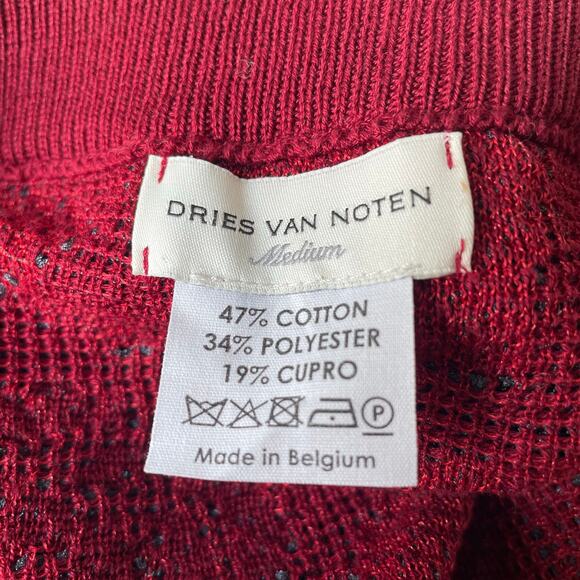 DRIES VAN NOTEN
Medium
47% COTTON
34% POLYESTER
19% CUPRO
P
Made in Belgium